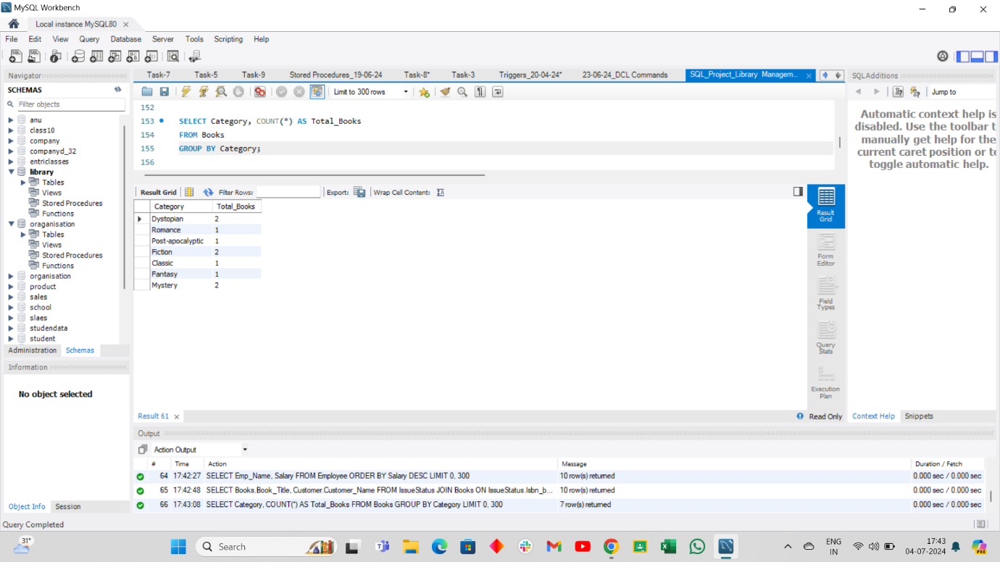 MySQL Workbench
Local instance MySQL80
File Edit View Query Database Server Tools Scripting Help
Navigator
SCHEMAS
Filter objects
anu
class10
company
companyd_32
entriclasses
library
Tables
Views
Stored Procedures
Functions
oraganisation
Tables
Views
Stored Procedures
Functions
organisation
product
sales
school
slaes
studendata
student
Administration Schemas
Information
No object selected
Object Info Session
Task-7 Task-5 Task-9 Stored Procedures_19-06-24 Task-8* Task-3 Triggers_20-04-24* 23-06-24_DCL Commands SQL_Project_Library Managem...
Limit to 300 rows
152
153 SELECT Category, COUNT(*) AS Total_Books
154 FROM Books
155 GROUP BY Category;
156
Result Grid Filter Rows: Export: Wrap Cell Content:
Category Total_Books
Dystopian 2
Romance 1
Post-apocalyptic 1
Fiction 2
Classic 1
Fantasy 1
Mystery 2
Result Grid
Form Editor
Field Types
Query Stats
Execution Plan
Result 61 Read Only
SQLAdditions
Jump to
Automatic context help is
disabled. Use the toolbar t
manually get help for the
current caret position or to
toggle automatic help.
Context Help Snippets
Output
Action Output
# Time Action Message Duration / Fetch
64 17:42:27 SELECT Emp_Name, Salary FROM Employee ORDER BY Salary DESC LIMIT 0, 300 10 row(s) returned 0.000 sec / 0.000 sec
65 17:42:48 SELECT Books.Book_Title, Customer.Customer_Name FROM IssueStatus JOIN Books ON IssueStatus.Isbn_b... 10 row(s) returned 0.000 sec / 0.000 sec
66 17:43:08 SELECT Category, COUNT(*) AS Total_Books FROM Books GROUP BY Category LIMIT 0, 300 7 row(s) returned 0.000 sec / 0.000 sec
Query Completed
31°
Search
ENG
IN
17:43
04-07-2024
PRE